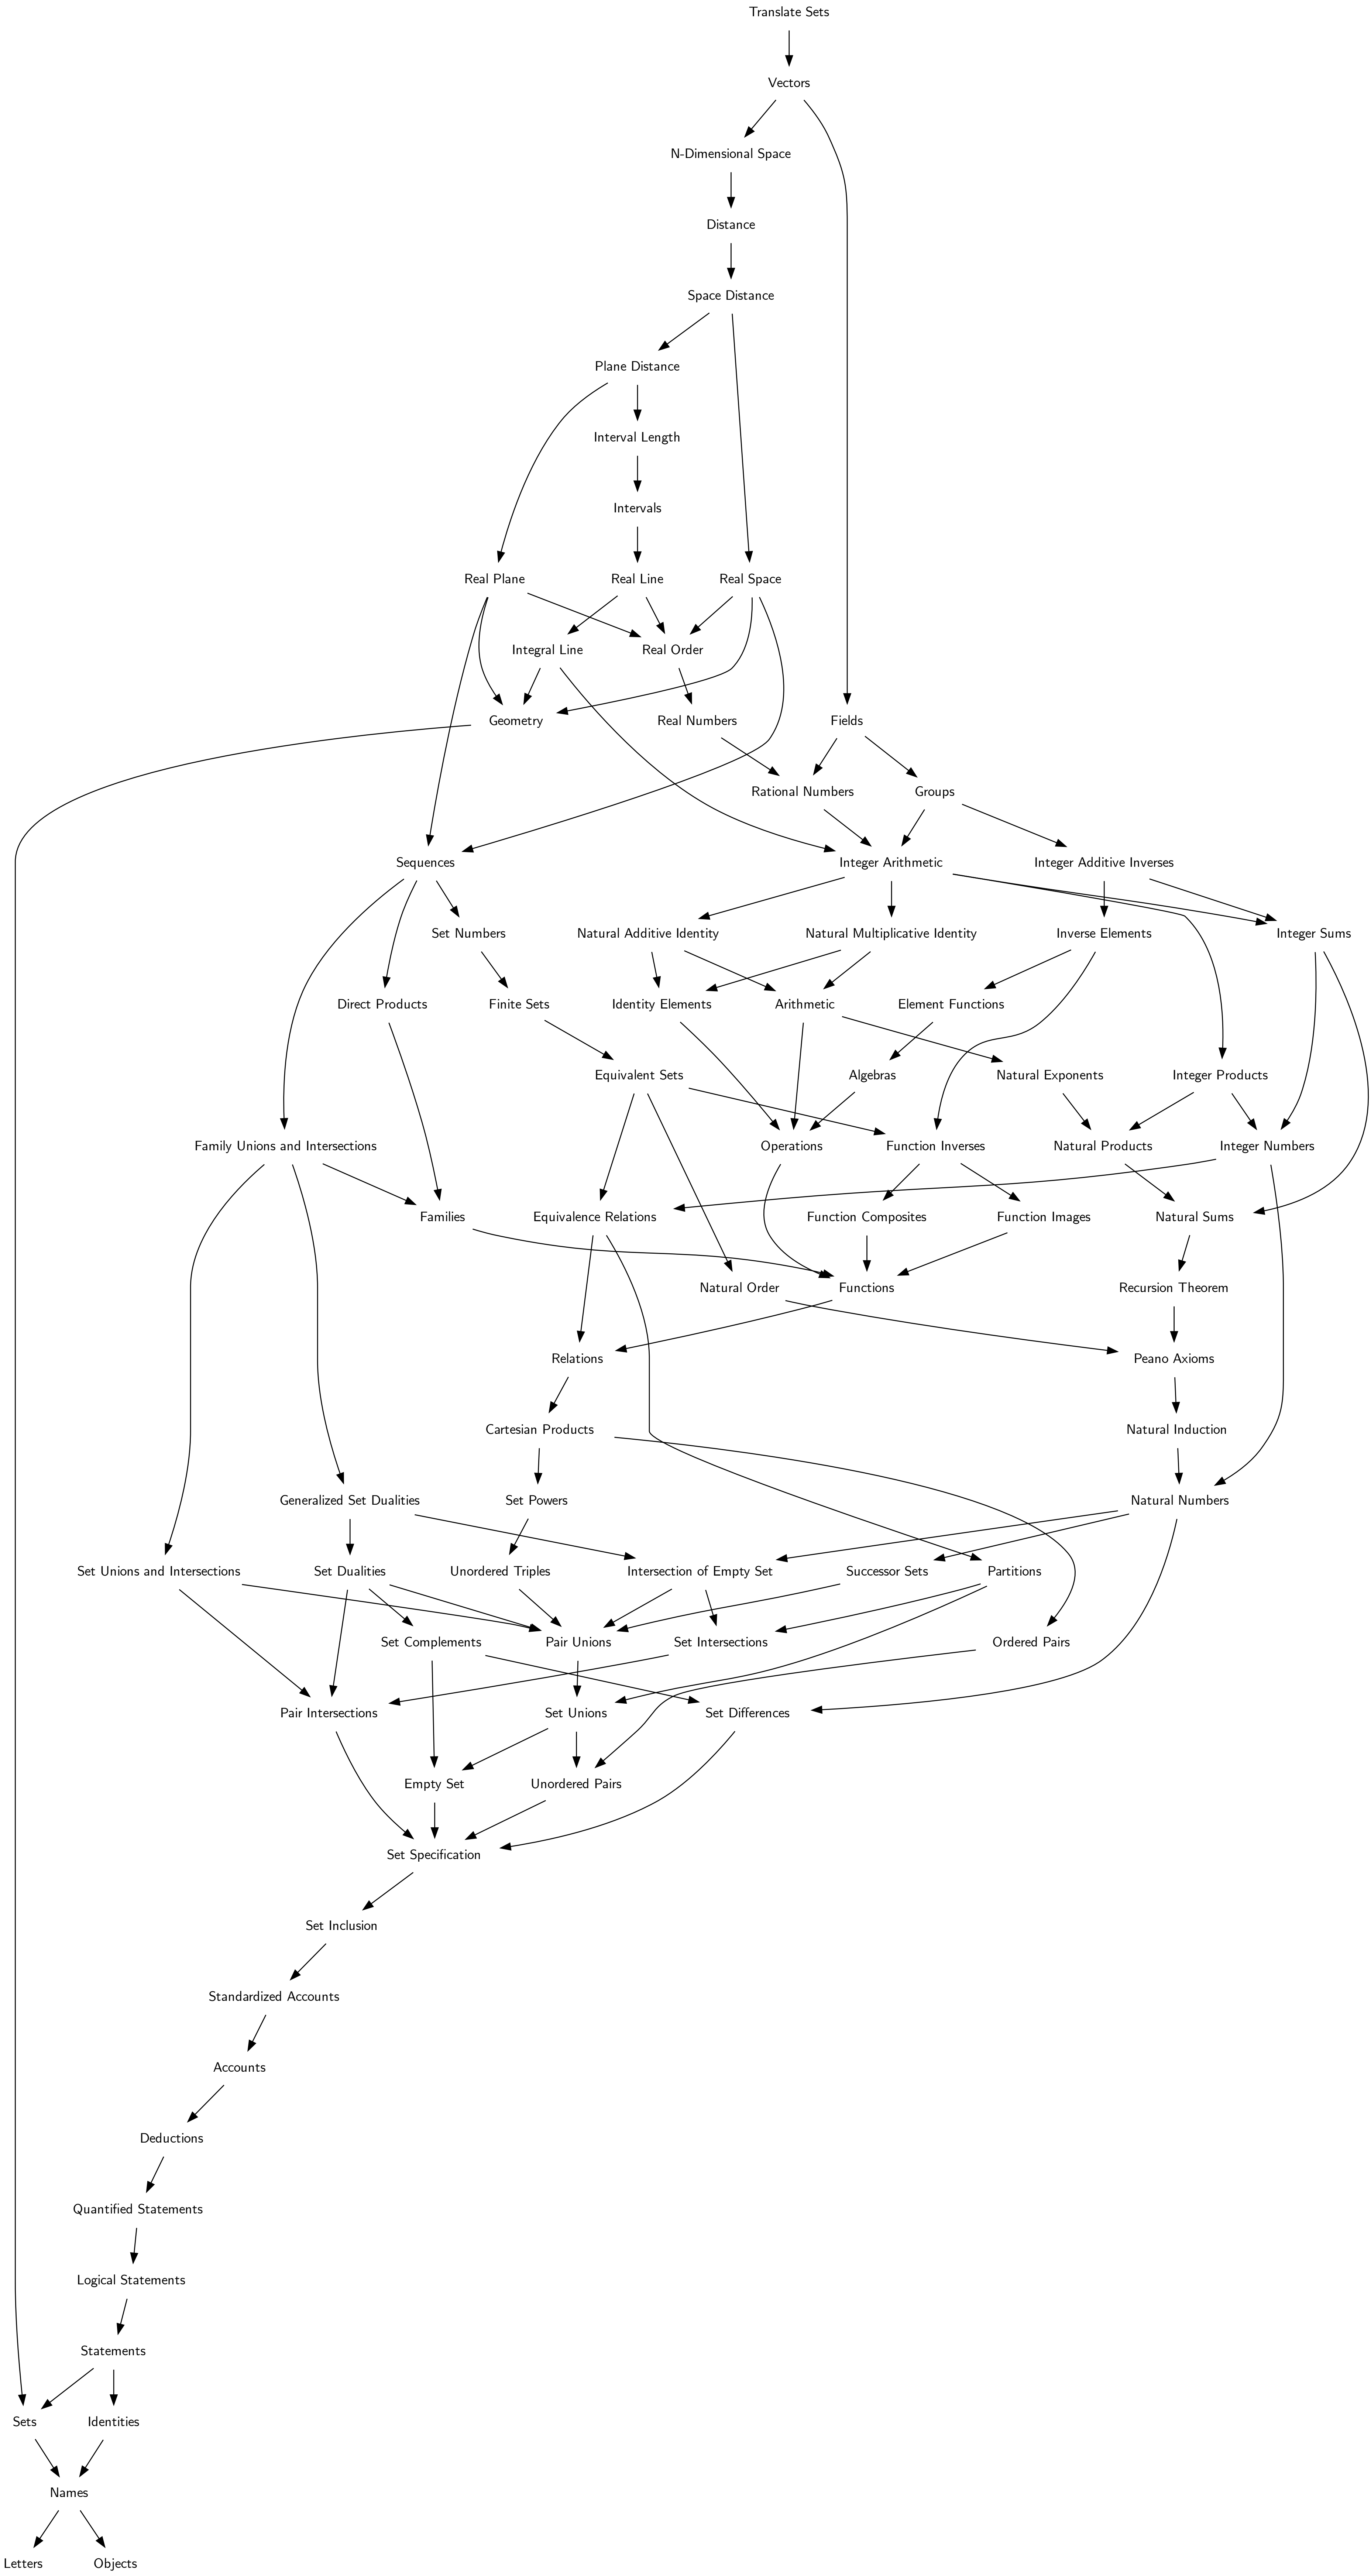 Translate Sets
Vectors
N-Dimensional Space
Distance
Space Distance
Plane Distance
Interval Length
Intervals
Real Plane
Real Line
Real Space
Integral Line
Real Order
Geometry
Real Numbers
Fields
Rational Numbers
Groups
Sequences
Integer Arithmetic
Integer Additive Inverses
Set Numbers
Natural Additive Identity
Natural Multiplicative Identity
Inverse Elements
Integer Sums
Direct Products
Finite Sets
Identity Elements
Arithmetic
Element Functions
Equivalent Sets
Algebras
Natural Exponents
Integer Products
Family Unions and Intersections
Operations
Function Inverses
Natural Products
Integer Numbers
Families
Equivalence Relations
Function Composites
Function Images
Natural Sums
Natural Order
Functions
Recursion Theorem
Relations
Peano Axioms
Cartesian Products
Natural Induction
Generalized Set Dualities
Set Powers
Natural Numbers
Set Unions and Intersections
Set Dualities
Unordered Triples
Intersection of Empty Set
Successor Sets
Partitions
Set Complements
Pair Unions
Set Intersections
Ordered Pairs
Pair Intersections
Set Unions
Set Differences
Empty Set
Unordered Pairs
Set Specification
Set Inclusion
Standardized Accounts
Accounts
Deductions
Quantified Statements
Logical Statements
Statements
Sets
Identities
Names
Letters
Objects